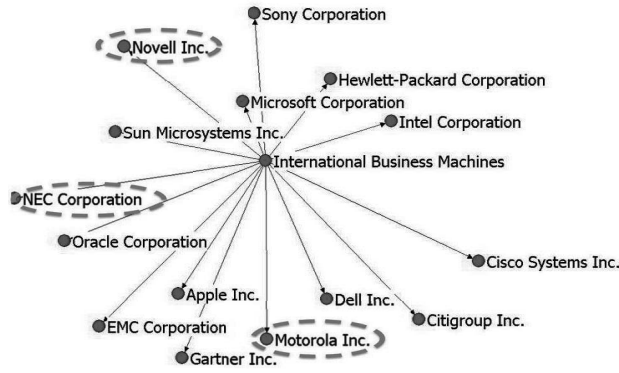 Sony Corporation
Novell Inc.
Hewlett-Packard Corporation
Microsoft Corporation
Intel Corporation
Sun Microsystems Inc.
International Business Machines
NEC Corporation
Oracle Corporation
Cisco Systems Inc.
Apple Inc.
Dell Inc.
Citigroup Inc.
EMC Corporation
Motorola Inc.
Gartner Inc.